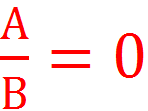 A/B = 0